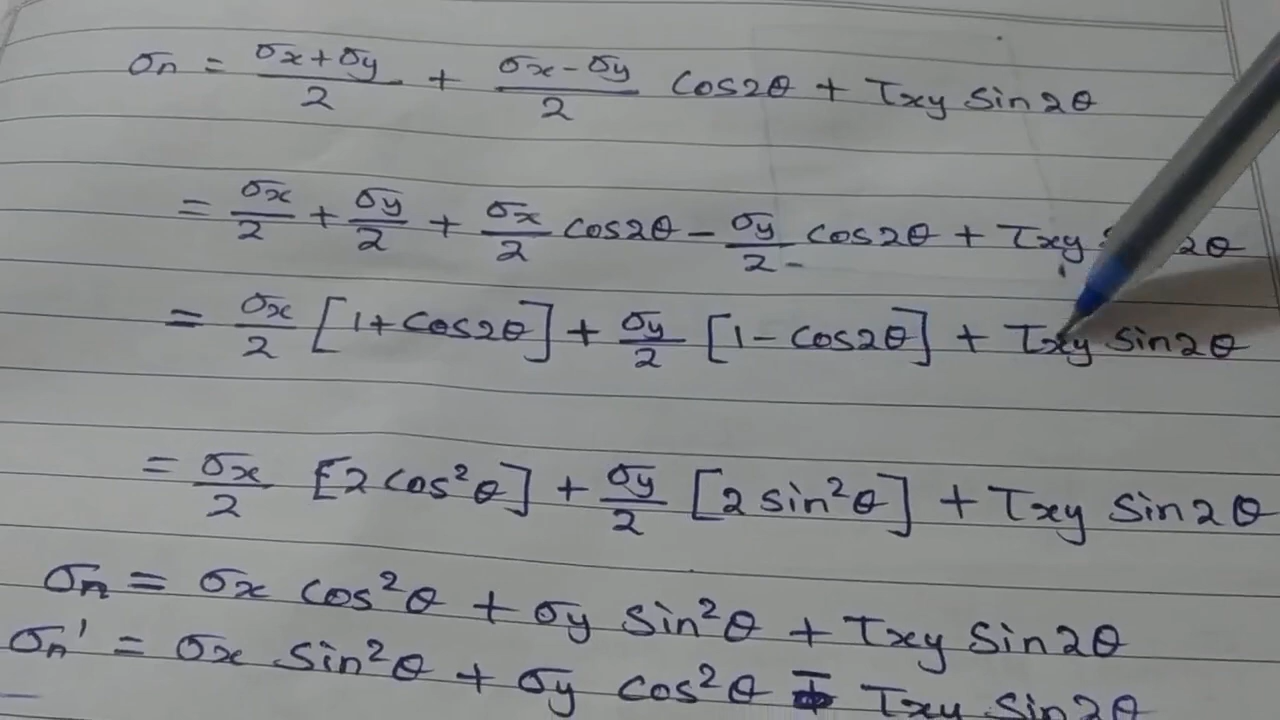 σn = σx+σy/2 + σx-σy/2 Cos2θ + τxy Sin2θ
= σx/2 + σy/2 + σx/2 cos2θ - σy/2 cos2θ + τxy 2θ
= σx/2 [1+cos2θ] + σy/2 [1-cos2θ] + τxy sin2θ
= σx/2 [2cos²θ] + σy/2 [2sin²θ] + τxy Sin2θ
σn = σx cos²θ + σy sin²θ + τxy Sin2θ
σn' = σx sin²θ + σy cos²θ τxy Sin2θ